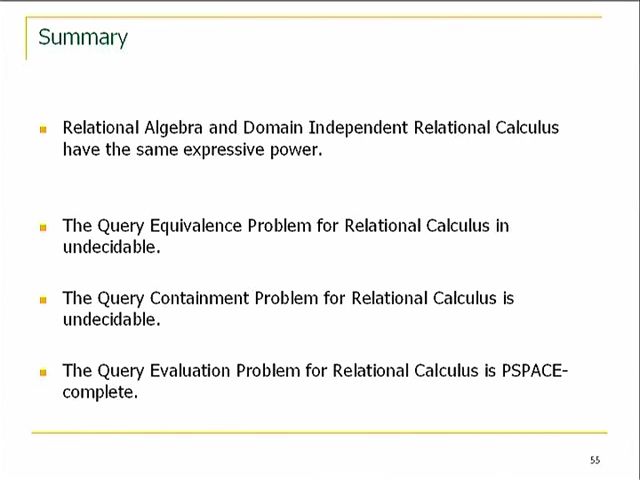 Summary
Relational Algebra and Domain Independent Relational Calculus
have the same expressive power.
The Query Equivalence Problem for Relational Calculus in
undecidable.
The Query Containment Problem for Relational Calculus is
undecidable.
The Query Evaluation Problem for Relational Calculus is PSPACE-
complete.
55